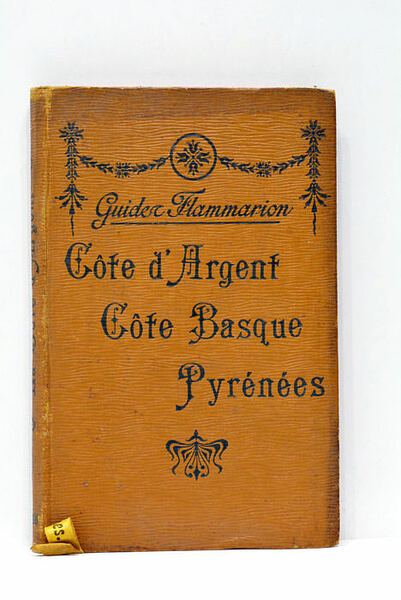 Guides Flammarion
Côte d'Argent
Côte Basque
Pyrénées